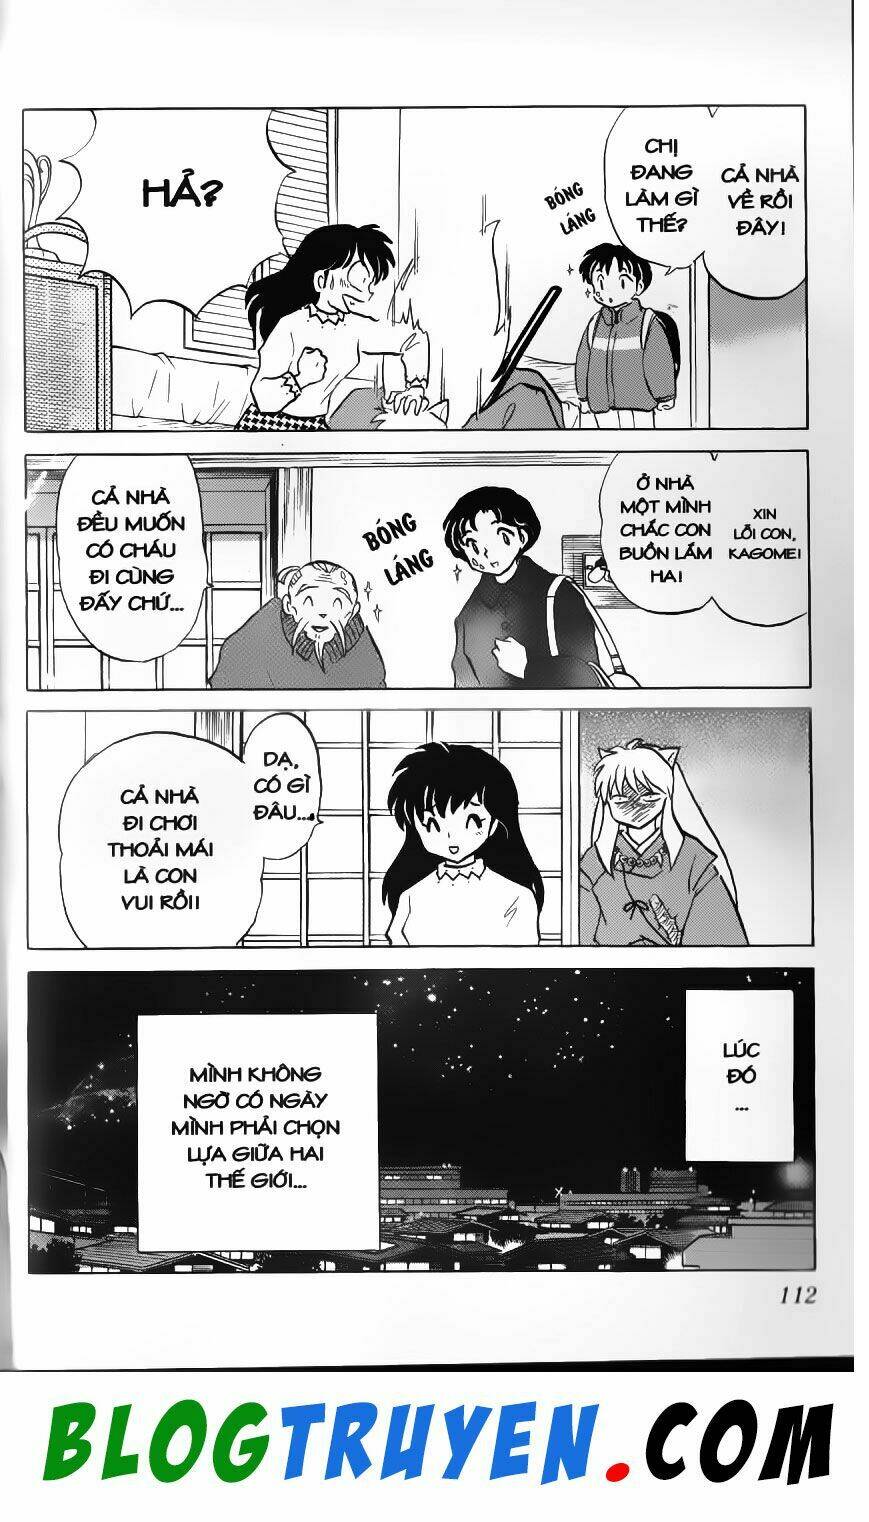 CẢ NHÀ
VỀ RỒI
ĐÂY!
CHỊ
ĐANG
LÀM GÌ
THẾ?
BÓNG
LÁNG
HẢ?
XIN
LỖI CON,
KAGOME!
Ở NHÀ
MỘT MÌNH
CHẮC CON
BUỒN LẮM
HA!
BÓNG
LÁNG
CẢ NHÀ
ĐỀU MUỐN
CÓ CHÁU
ĐI CÙNG
ĐẤY CHỨ...
DẠ,
CÓ GÌ
ĐÂU...
CẢ NHÀ
ĐI CHƠI
THOẢI MÁI
LÀ CON
VUI RỒI!
LÚC
ĐÓ
...
MÌNH KHÔNG
NGỜ CÓ NGÀY
MÌNH PHẢI CHỌN
LỰA GIỮA HAI
THẾ GIỚI...
112
BLOGTRUYEN.COM